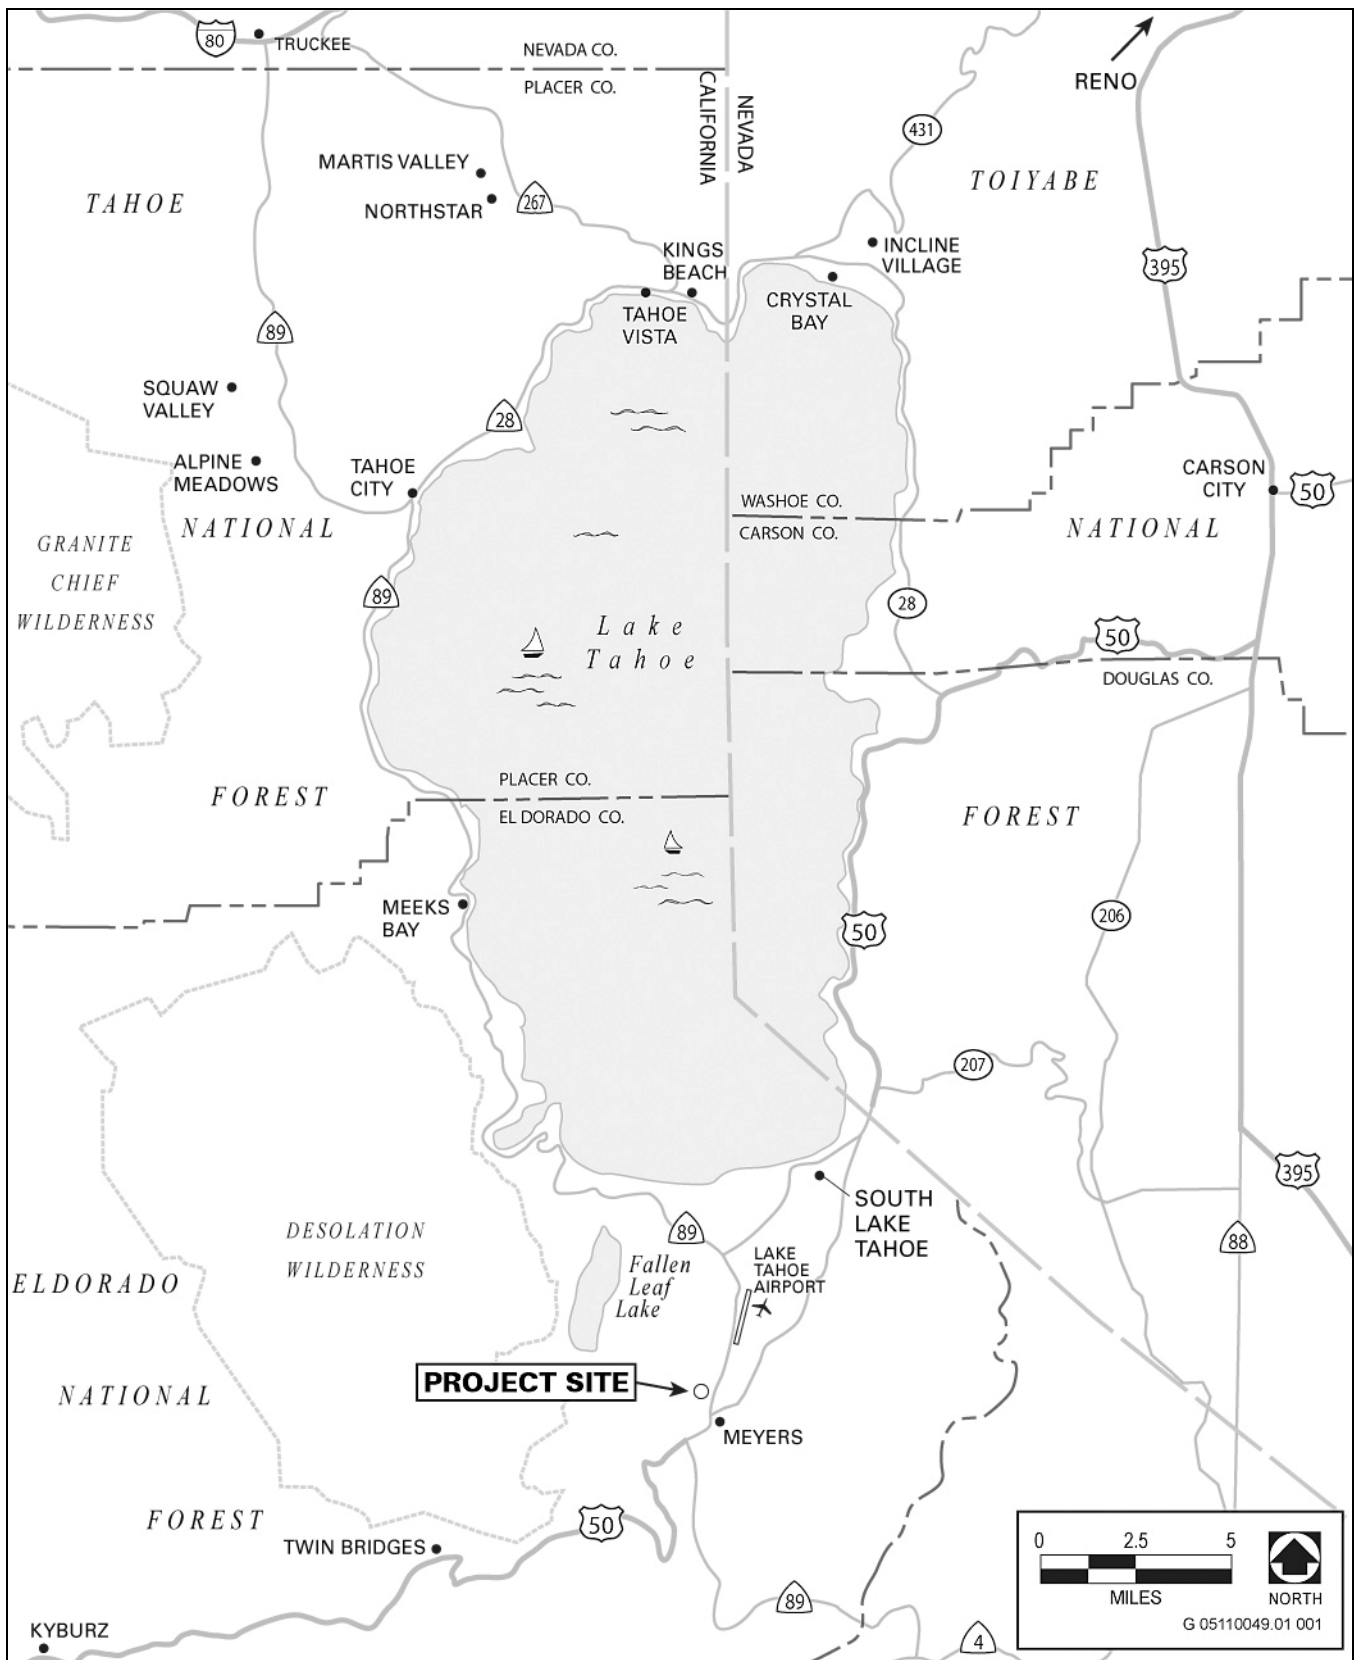 80
TRUCKEE
NEVADA CO.
PLACER CO.
CALIFORNIA
NEVADA
RENO
431
MARTIS VALLEY
NORTHSTAR
267
TAHOE
TOIYABE
KINGS
BEACH
INCLINE
VILLAGE
395
TAHOE
VISTA
CRYSTAL
BAY
89
SQUAW
VALLEY
28
ALPINE
MEADOWS
TAHOE
CITY
CARSON
CITY
50
WASHOE CO.
CARSON CO.
NATIONAL
NATIONAL
GRANITE
CHIEF
WILDERNESS
89
28
Lake
Tahoe
50
DOUGLAS CO.
PLACER CO.
EL DORADO CO.
FOREST
FOREST
MEEKS
BAY
50
206
207
395
SOUTH
LAKE
TAHOE
89
88
DESOLATION
WILDERNESS
Fallen
Leaf
Lake
LAKE
TAHOE
AIRPORT
ELDORADO
PROJECT SITE
NATIONAL
MEYERS
FOREST
50
TWIN BRIDGES
0 2.5 5
MILES
NORTH
G 05110049.01 001
89
KYBURZ
4